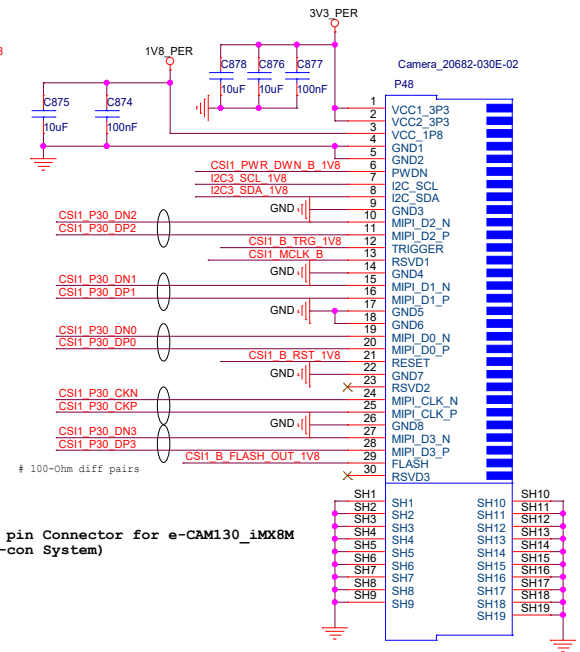 3V3_PER
3
1V8_PER
Camera_20682-030E-02
C878
C876
C877
P48
C875
C874
10uF
10uF
100nF
10uF
100nF
1
VCC1_3P3
2
VCC2_3P3
3
VCC_1P8
4
GND1
5
GND2
CSI1_PWR_DWN_B_1V8
6
PWDN
I2C3_SCL_1V8
7
I2C_SCL
I2C3_SDA_1V8
8
I2C_SDA
GND
9
GND3
CSI1_P30_DN2
10
MIPI_D2_N
CSI1_P30_DP2
11
MIPI_D2_P
CSI1_B_TRG_1V8
12
TRIGGER
CSI1_MCLK_B
13
RSVD1
GND
14
GND4
CSI1_P30_DN1
15
MIPI_D1_N
CSI1_P30_DP1
16
MIPI_D1_P
GND
17
GND5
18
GND6
CSI1_P30_DN0
19
MIPI_D0_N
CSI1_P30_DP0
20
MIPI_D0_P
CSI1_B_RST_1V8
21
RESET
GND
22
GND7
23
RSVD2
CSI1_P30_CKN
24
MIPI_CLK_N
CSI1_P30_CKP
25
MIPI_CLK_P
GND
26
GND8
CSI1_P30_DN3
27
MIPI_D3_N
CSI1_P30_DP3
28
MIPI_D3_P
CSI1_B_FLASH_OUT_1V8
29
FLASH
30
RSVD3
# 100-Ohm diff pairs
pin Connector for e-CAM130_iMX8M
-con System)
SH1
SH1
SH10
SH10
SH2
SH2
SH11
SH11
SH3
SH3
SH12
SH12
SH4
SH4
SH13
SH13
SH5
SH5
SH14
SH14
SH6
SH6
SH15
SH15
SH7
SH7
SH16
SH16
SH8
SH8
SH17
SH17
SH9
SH9
SH18
SH18
SH19
SH19